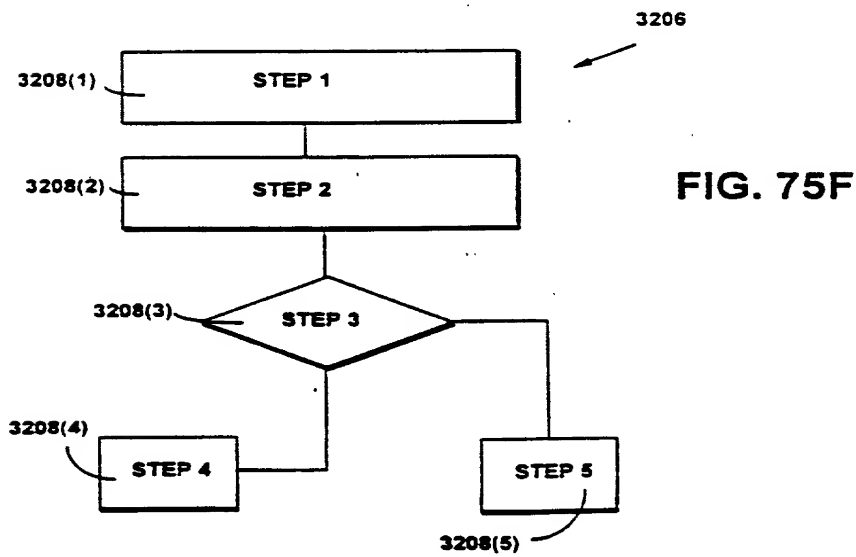 3206
3208(1)
STEP 1
3208(2)
STEP 2
FIG. 75F
3208(3)
STEP 3
3208(4)
STEP 4
STEP 5
3208(5)